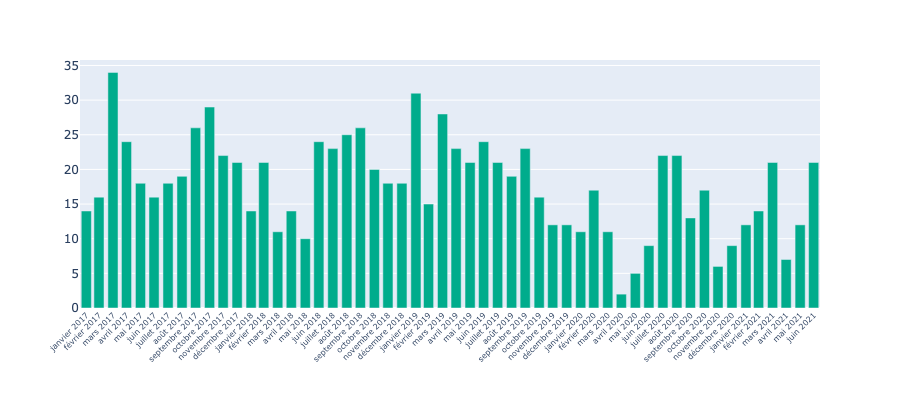 35
30
25
20
15
10
5
0
janvier 2017
février 2017
mars 2017
avril 2017
mai 2017
juin 2017
juillet 2017
août 2017
septembre 2017
octobre 2017
novembre 2017
décembre 2017
janvier 2018
février 2018
mars 2018
avril 2018
mai 2018
juin 2018
juillet 2018
août 2018
septembre 2018
octobre 2018
novembre 2018
décembre 2018
janvier 2019
février 2019
mars 2019
avril 2019
mai 2019
juin 2019
juillet 2019
août 2019
septembre 2019
octobre 2019
novembre 2019
décembre 2019
janvier 2020
février 2020
mars 2020
avril 2020
mai 2020
juin 2020
juillet 2020
août 2020
septembre 2020
octobre 2020
novembre 2020
décembre 2020
janvier 2021
février 2021
mars 2021
avril 2021
mai 2021
juin 2021